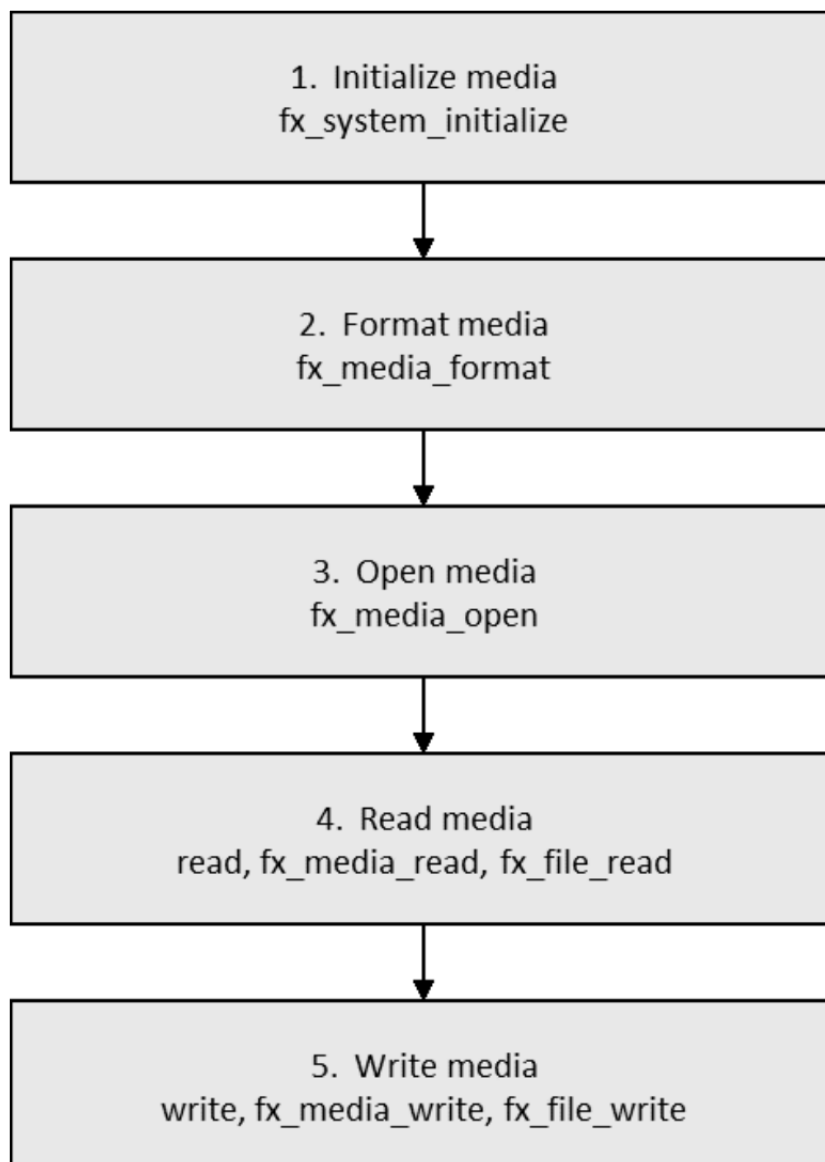 1. Initialize media
fx_system_initialize
2. Format media
fx_media_format
3. Open media
fx_media_open
4. Read media
read, fx_media_read, fx_file_read
5. Write media
write, fx_media_write, fx_file_write